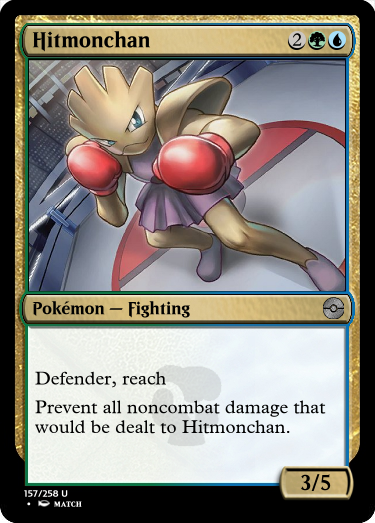 Hitmonchan 2
Pokémon — Fighting
Defender, reach
Prevent all noncombat damage that
would be dealt to Hitmonchan.
3/5
157/258 U
• MATCH